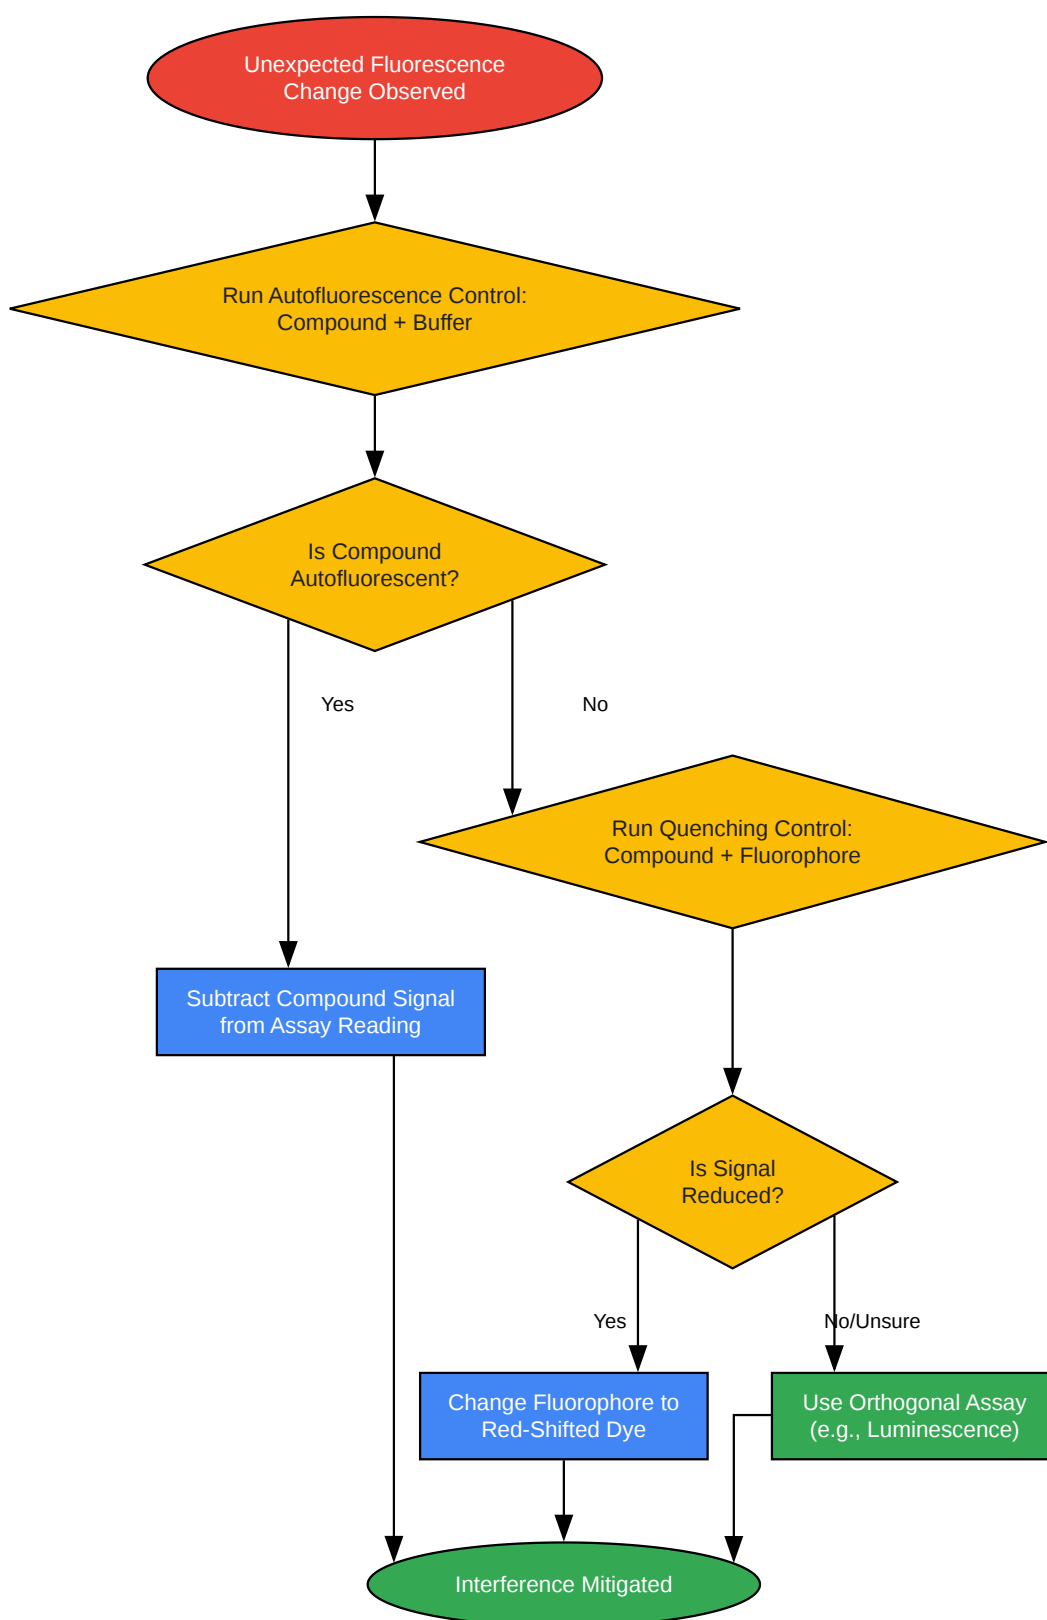 Unexpected Fluorescence
Change Observed
Run Autofluorescence Control:
Compound + Buffer
Is Compound
Autofluorescent?
Yes
No
Run Quenching Control:
Compound + Fluorophore
Subtract Compound Signal
from Assay Reading
Is Signal
Reduced?
Yes
No/Unsure
Change Fluorophore to
Red-Shifted Dye
Use Orthogonal Assay
(e.g., Luminescence)
Interference Mitigated